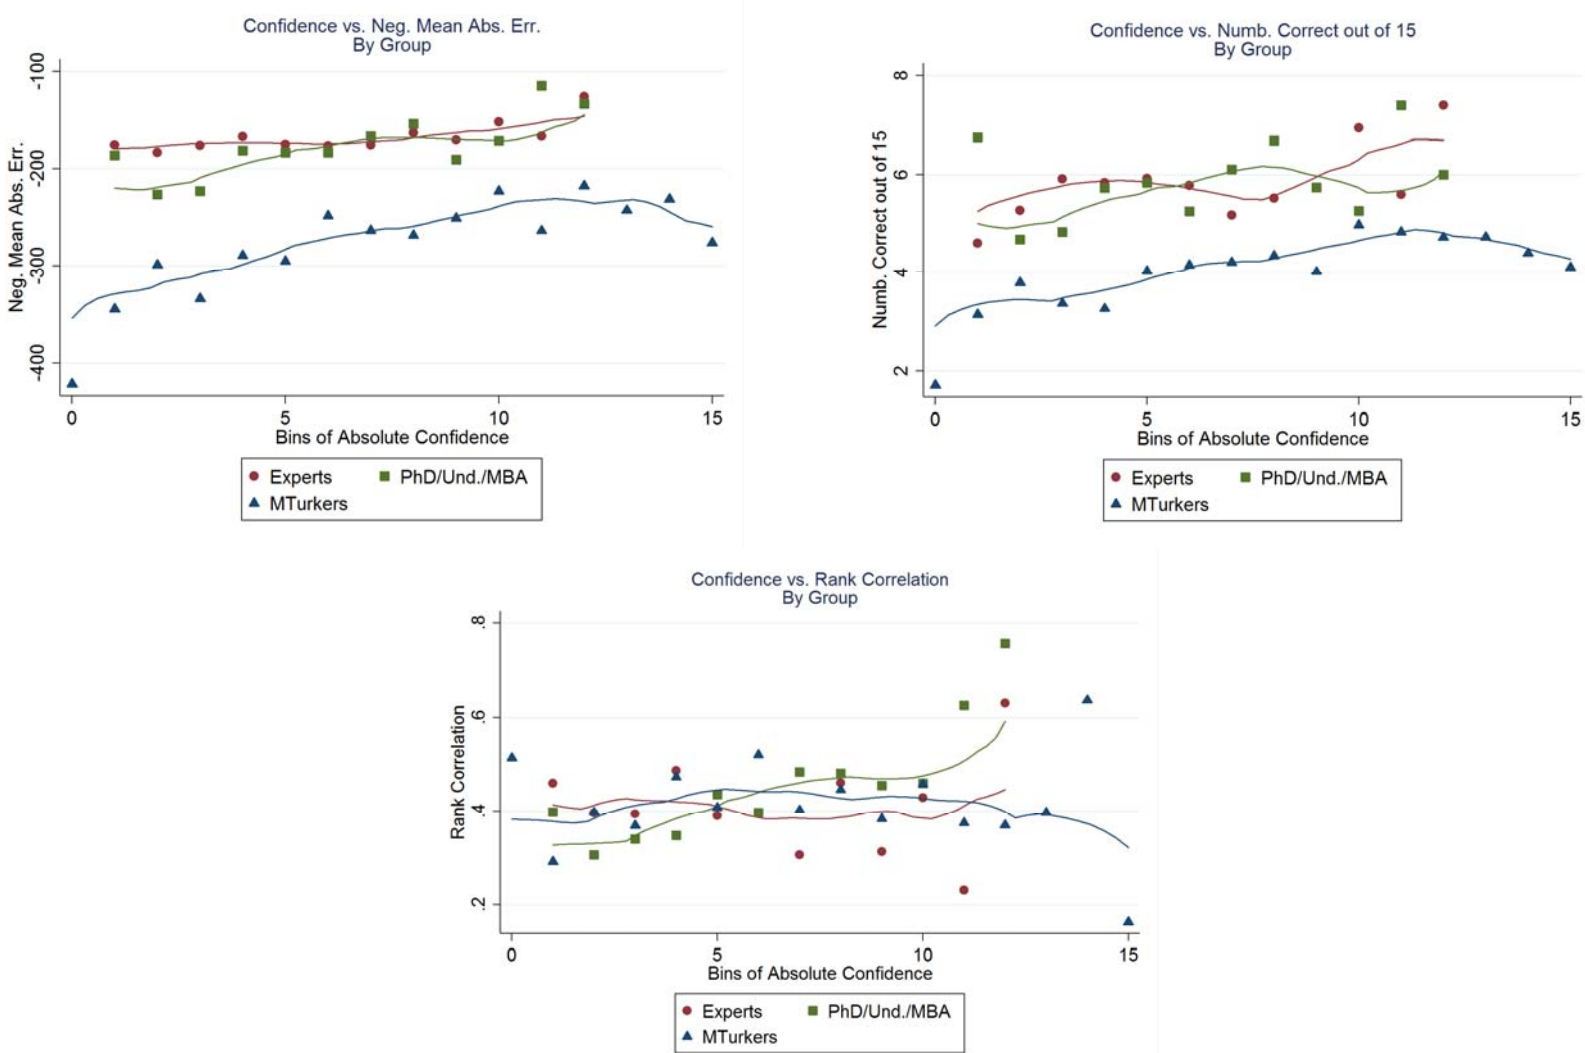 Confidence vs. Neg. Mean Abs. Err.
By Group
Neg. Mean Abs. Err.
-100
-200
-300
-400
0 5 10 15
Bins of Absolute Confidence
Experts PhD/Und./MBA
MTurkers
Confidence vs. Numb. Correct out of 15
By Group
Numb. Correct out of 15
8
6
4
2
0 5 10 15
Bins of Absolute Confidence
Experts PhD/Und./MBA
MTurkers
Confidence vs. Rank Correlation
By Group
Rank Correlation
.8
.6
.4
.2
0 5 10 15
Bins of Absolute Confidence
Experts PhD/Und./MBA
MTurkers